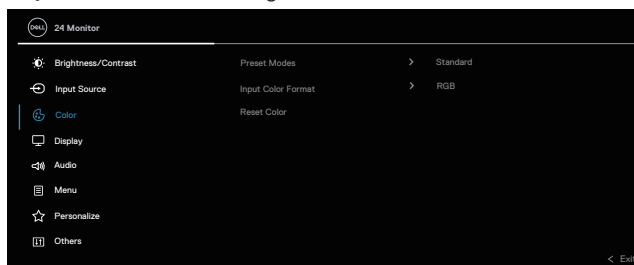 DELL 24 Monitor
Brightness/Contrast Preset Modes > Standard
Input Source Input Color Format > RGB
Color Reset Color
Display
Audio
Menu
Personalize
Others
< Exit